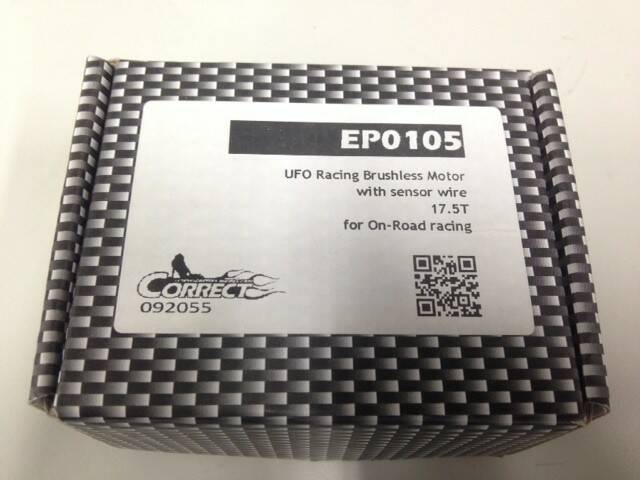 EP0105
UFO Racing Brushless Motor
with sensor wire
17.5T
for On-Road racing
CORRECT
092055